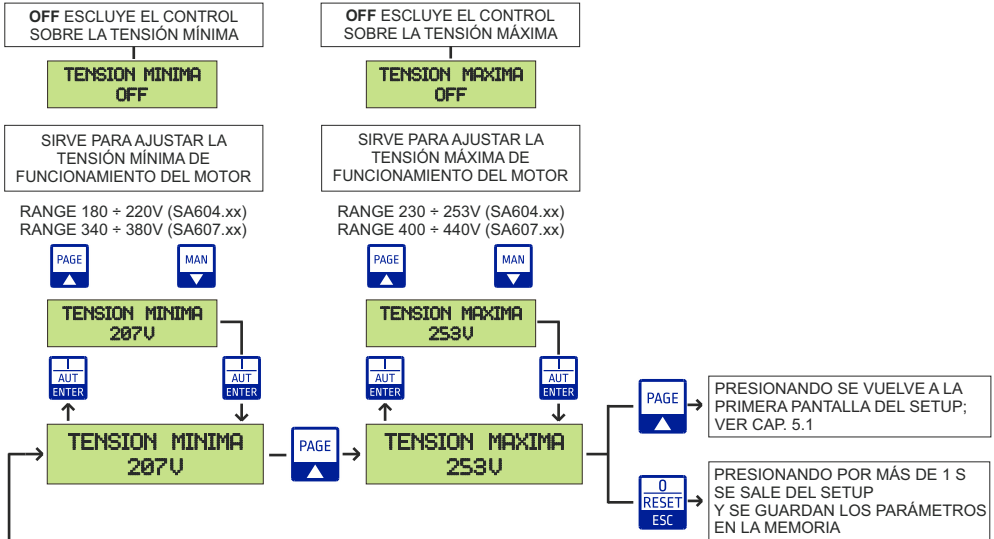 OFF ESCLUYE EL CONTROL
SOBRE LA TENSIÓN MÍNIMA
TENSION MINIMA
OFF
SIRVE PARA AJUSTAR LA
TENSIÓN MÍNIMA DE
FUNCIONAMIENTO DEL MOTOR
RANGE 180 ÷ 220V (SA604.xx)
RANGE 340 ÷ 380V (SA607.xx)
PAGE
MAN
TENSION MINIMA
207V
AUT
ENTER
AUT
ENTER
TENSION MINIMA
207V
PAGE
OFF ESCLUYE EL CONTROL
SOBRE LA TENSIÓN MÁXIMA
TENSION MAXIMA
OFF
SIRVE PARA AJUSTAR LA
TENSIÓN MÁXIMA DE
FUNCIONAMIENTO DEL MOTOR
RANGE 230 ÷ 253V (SA604.xx)
RANGE 400 ÷ 440V (SA607.xx)
PAGE
MAN
TENSION MAXIMA
253V
I
AUT
ENTER
I
AUT
ENTER
TENSION MAXIMA
253V
PAGE
PRESIONANDO SE VUELVE A LA
PRIMERA PANTALLA DEL SETUP;
VER CAP. 5.1
0
RESET
ESC
PRESIONANDO POR MÁS DE 1 S
SE SALE DEL SETUP
Y SE GUARDAN LOS PARÁMETROS
EN LA MEMORIA